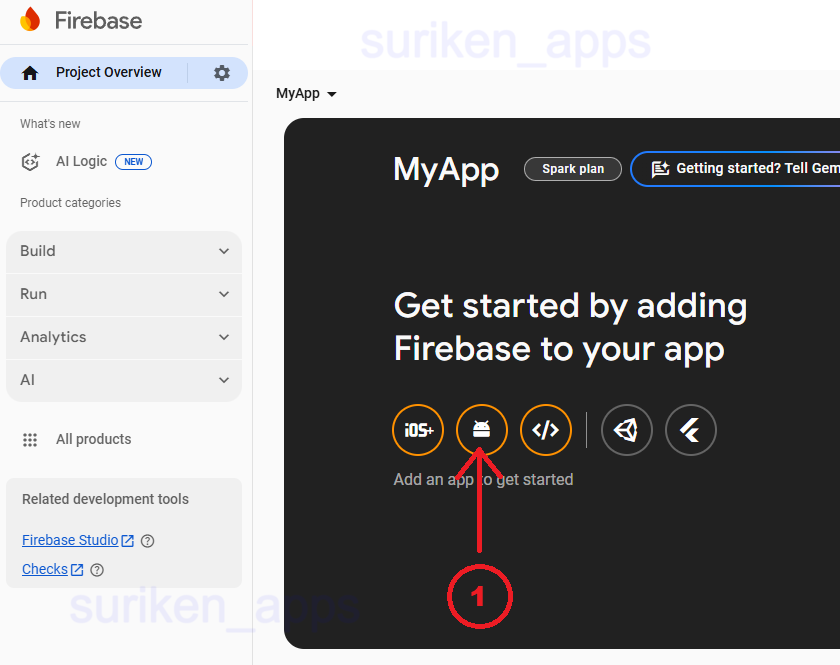 Firebase
suriken_apps
Project Overview
MyApp
What's new
AI Logic NEW
MyApp Spark plan Getting started? Tell Gem
Product categories
Build
Run
Analytics
AI
Get started by adding
Firebase to your app
iOS+
Add an app to get started
All products
Related development tools
Firebase Studio
Checks
1
suriken_apps